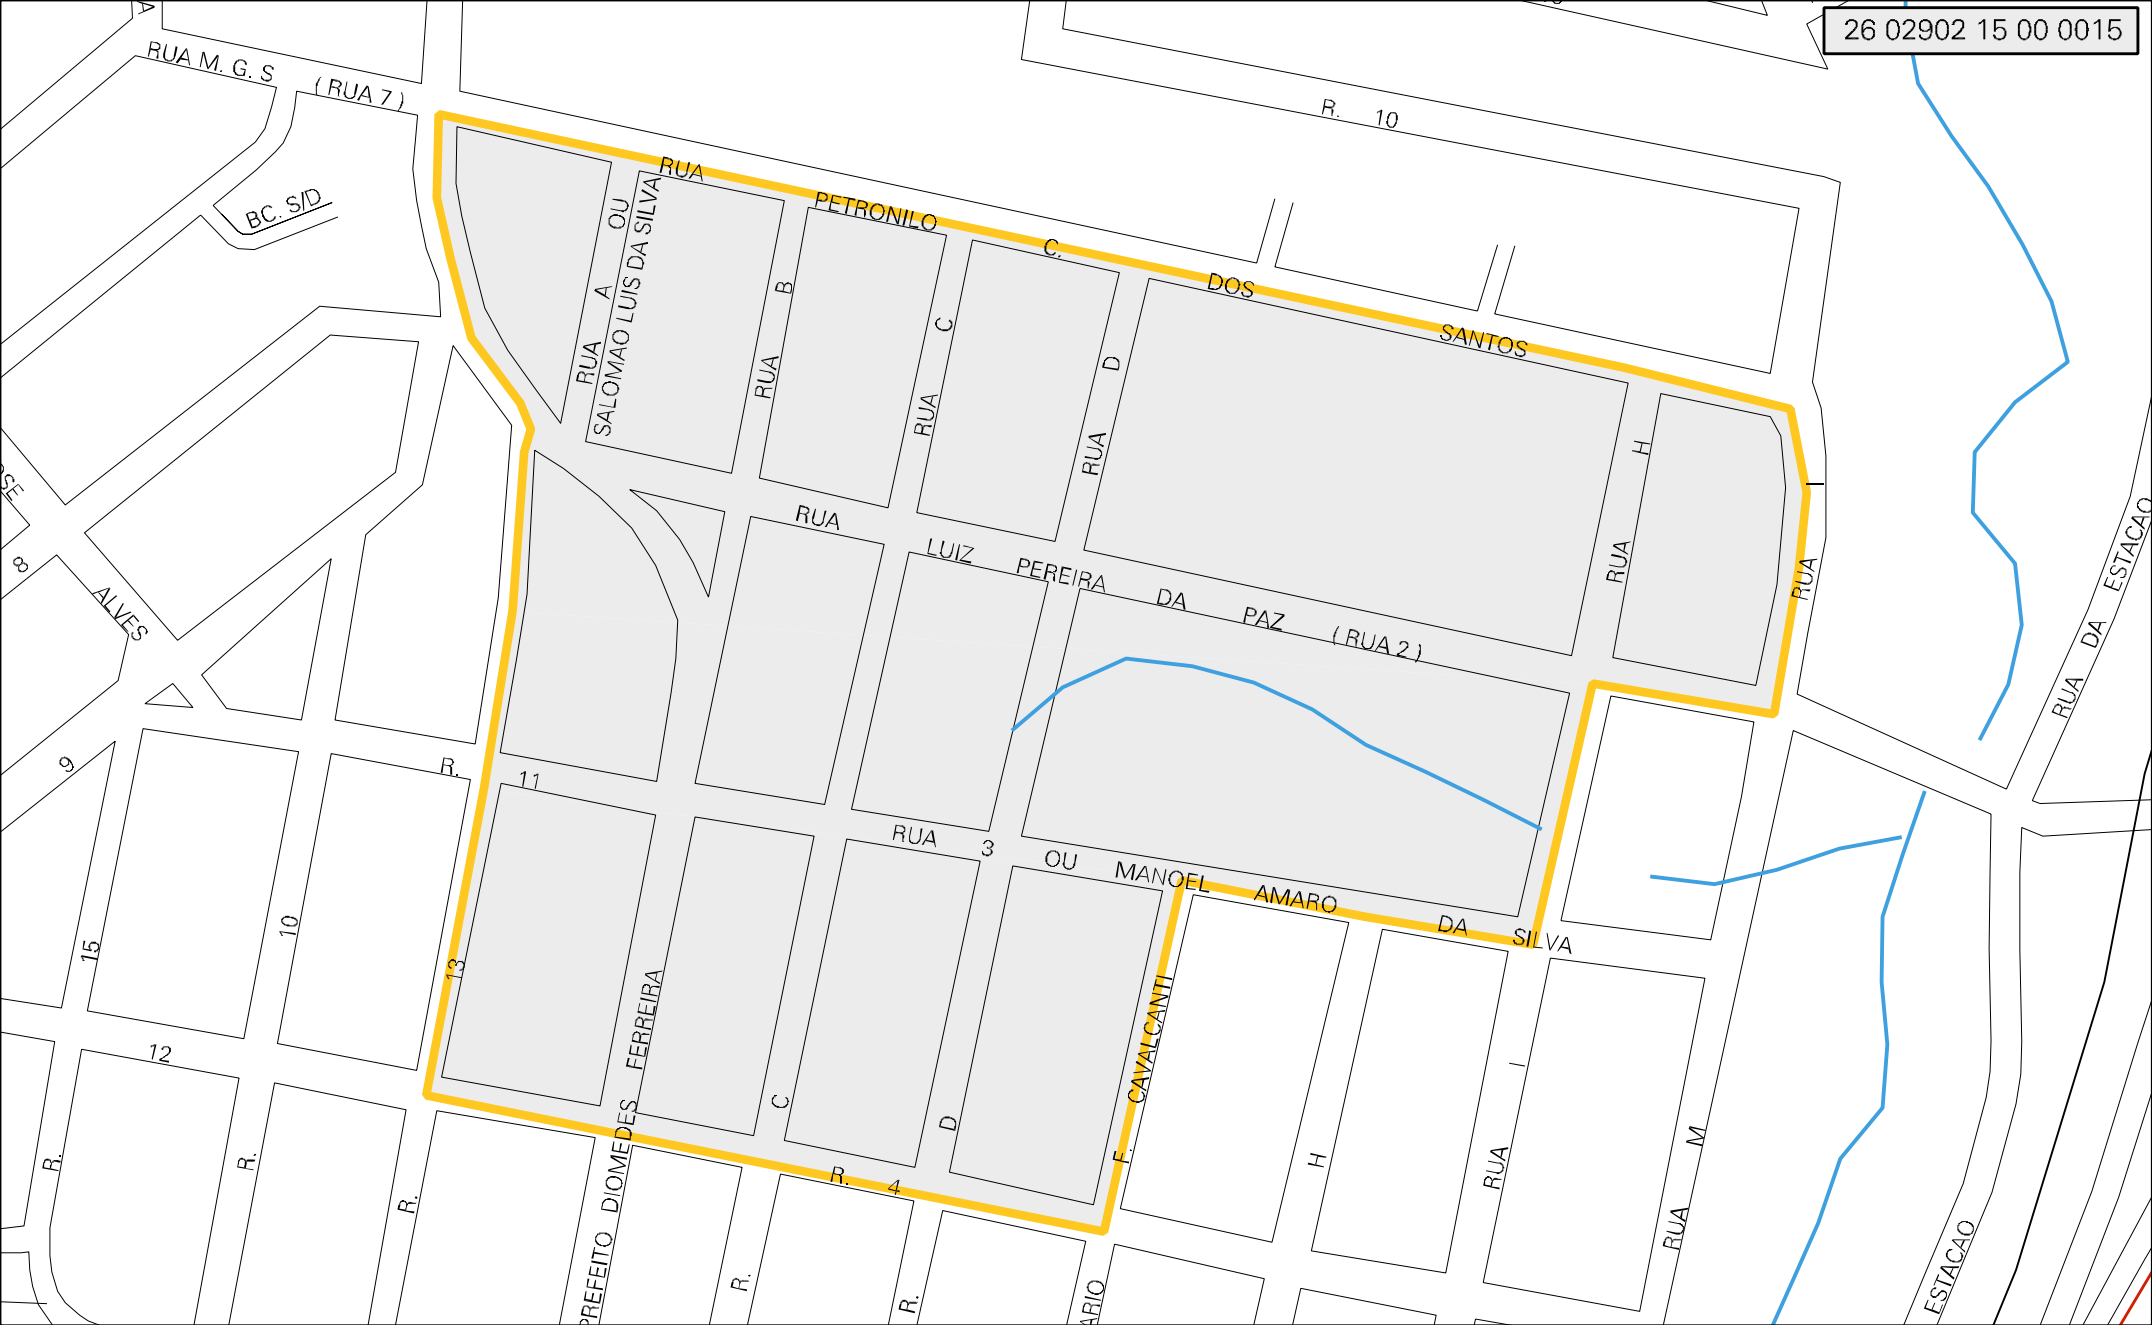 26 02902 15 00 0015
RUA M. G. S
( RUA 7 )
R. 10
BC. S/D
RUA PETRONILO C. DOS SANTOS
RUA A OU
SALOMAO LUIS DA SILVA
RUA B
RUA C
RUA D
RUA H
RUA I
RUA DA ESTACAO
8
ALVES
RUA LUIZ PEREIRA DA PAZ ( RUA 2 )
9
R. 11
RUA 3 OU MANOEL AMARO DA SILVA
15
10
13
12
PREFEITO DIOMEDES FERREIRA
C
D
F. CAVALCANTI
H
RUA I
RUA M
R. 4
R.
R.
R.
R.
R.
ESTACAO